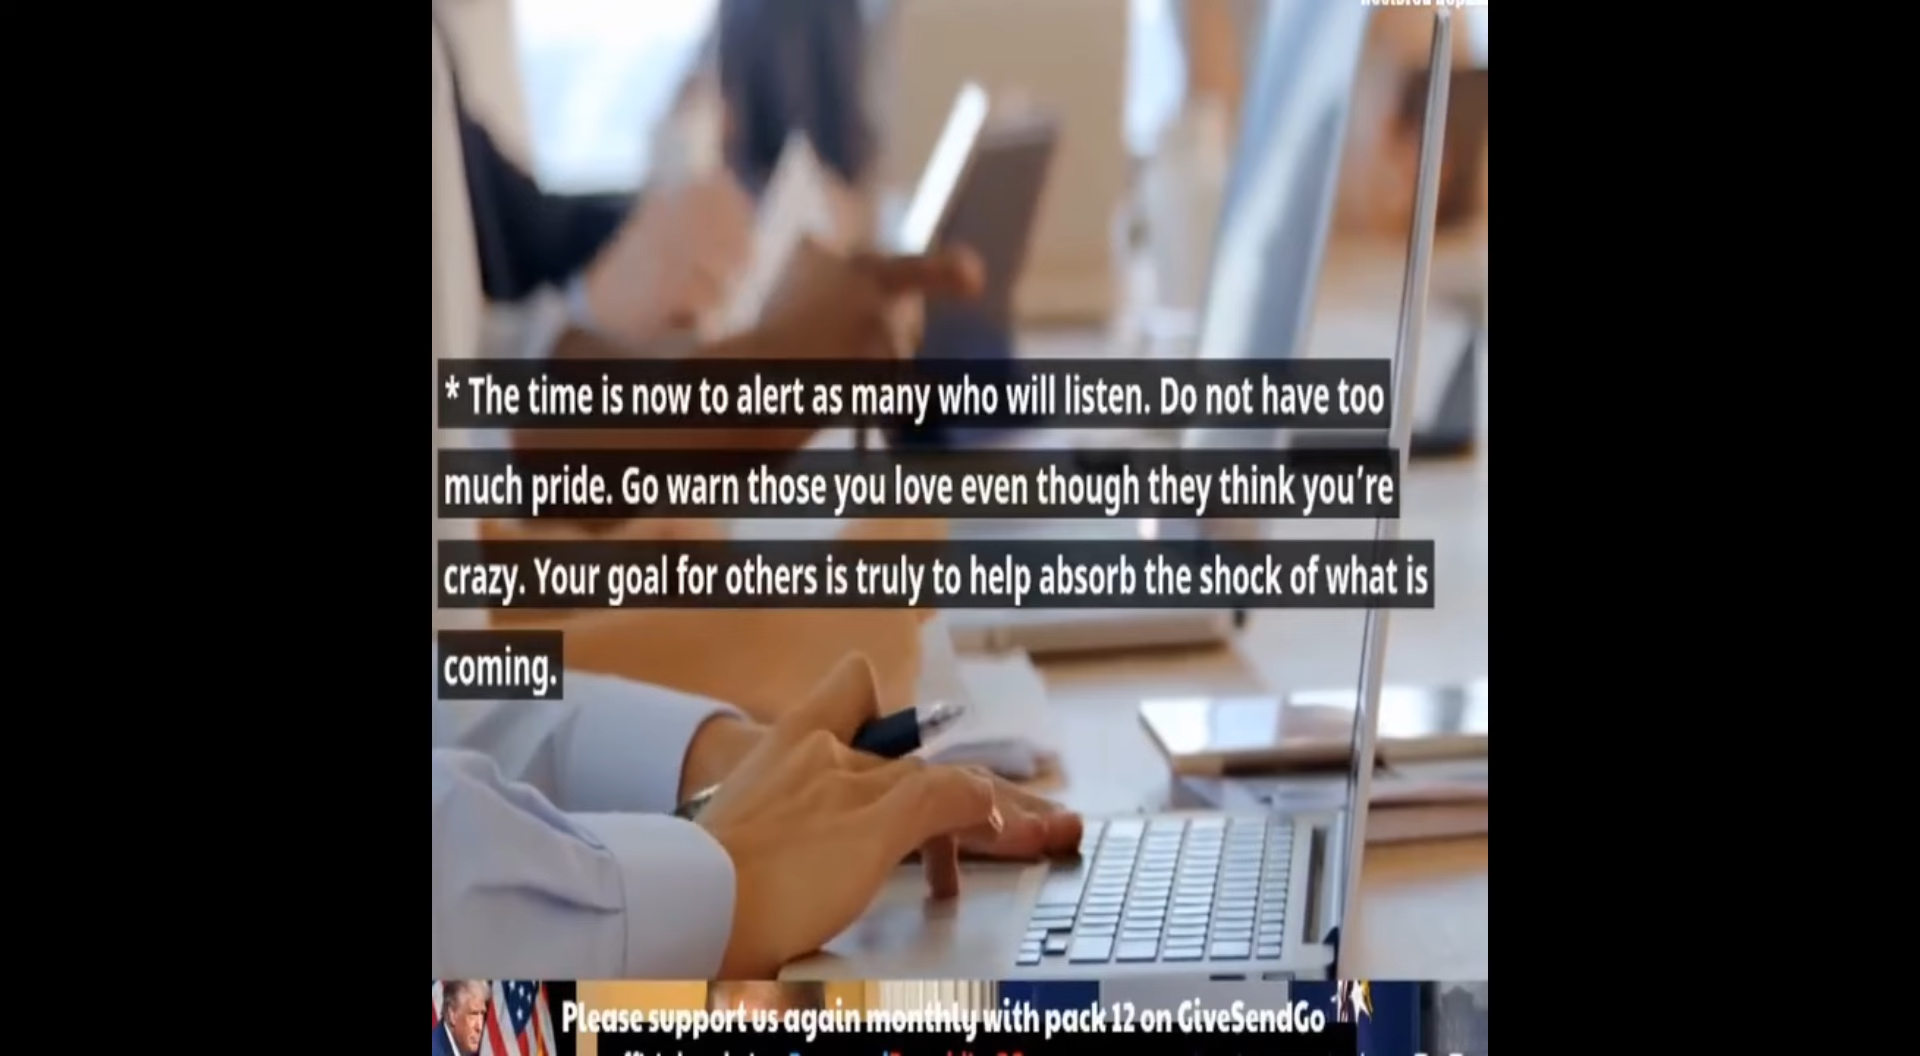 * The time is now to alert as many who will listen. Do not have too
much pride. Go warn those you love even though they think you're
crazy. Your goal for others is truly to help absorb the shock of what is
coming.
Please support us again monthly with pack 12 on GiveSendGo